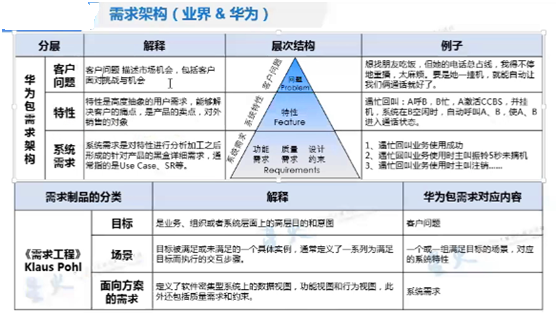 需求架构（业界 & 华为）
分层 解释 层次结构 例子
华为包需求架构
客户问题
客户问题 描述市场机会，包括客户
面对挑战与机会
想找朋友吃饭，但她的电话总占线，我得不停
地重播，太麻烦。要是她一挂机，就能自动让
我们俩通话就好了。
特性
特性是高度抽象的用户需求，能够解
决客户的痛点，是产品的卖点，对外
销售的对象
遇忙回叫：A呼B，B忙，A激活CCBS，并挂
机，系统在B空闲时，自动呼叫A、B，使A、B
进入通话状态。
系统需求
系统需求是对特性进行分析加工之后
形成的针对产品的黑盒详细需求，通
常指的是Use Case、SR等。
1、遇忙回叫业务使用成功
2、遇忙回叫业务使用时主叫振铃5秒未摘机
3、遇忙回叫业务使用时主叫注销……
客户问题
系统特性
系统需求
问题
Problem
特性
Feature
功能 质量 设计
需求 需求 约束
Requirements
需求制品的分类 解释 华为包需求对应内容
《需求工程》
Klaus Pohl
目标 是业务、组织或者系统层面上的高层目的和意图 客户问题
场景
目标被满足或未满足的一个具体实例，通常定义了一系列为满足
目标而执行的交互步骤。
一个或一组满足目标的场景，对应
的系统特性
面向方案
的需求
定义了软件密集型系统上的数据视图，功能视图和行为视图，此
外还包括质量需求和约束。
系统需求